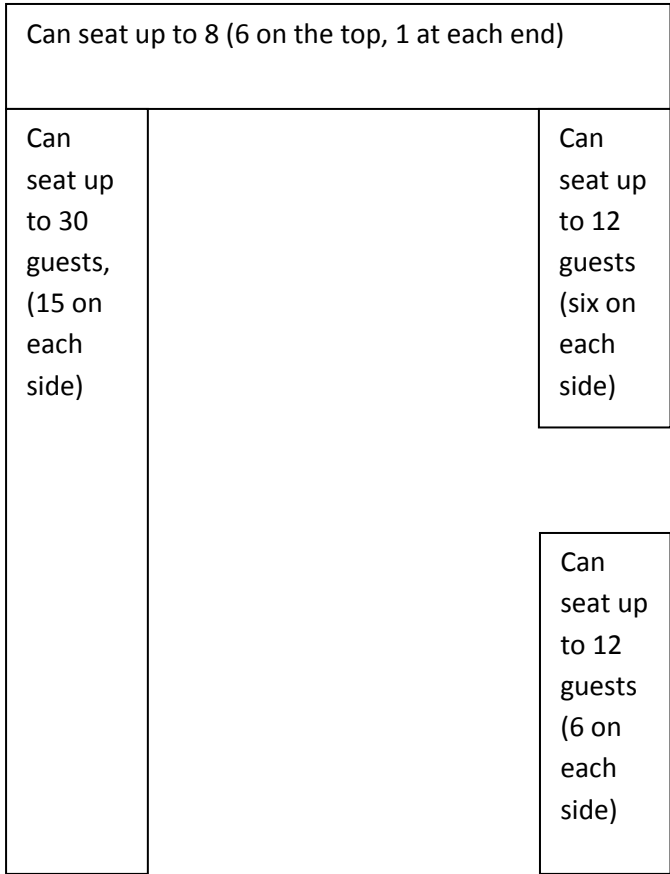 Can seat up to 8 (6 on the top, 1 at each end)
Can
seat up
to 30
guests,
(15 on
each
side)
Can
seat up
to 12
guests
(six on
each
side)
Can
seat up
to 12
guests
(6 on
each
side)